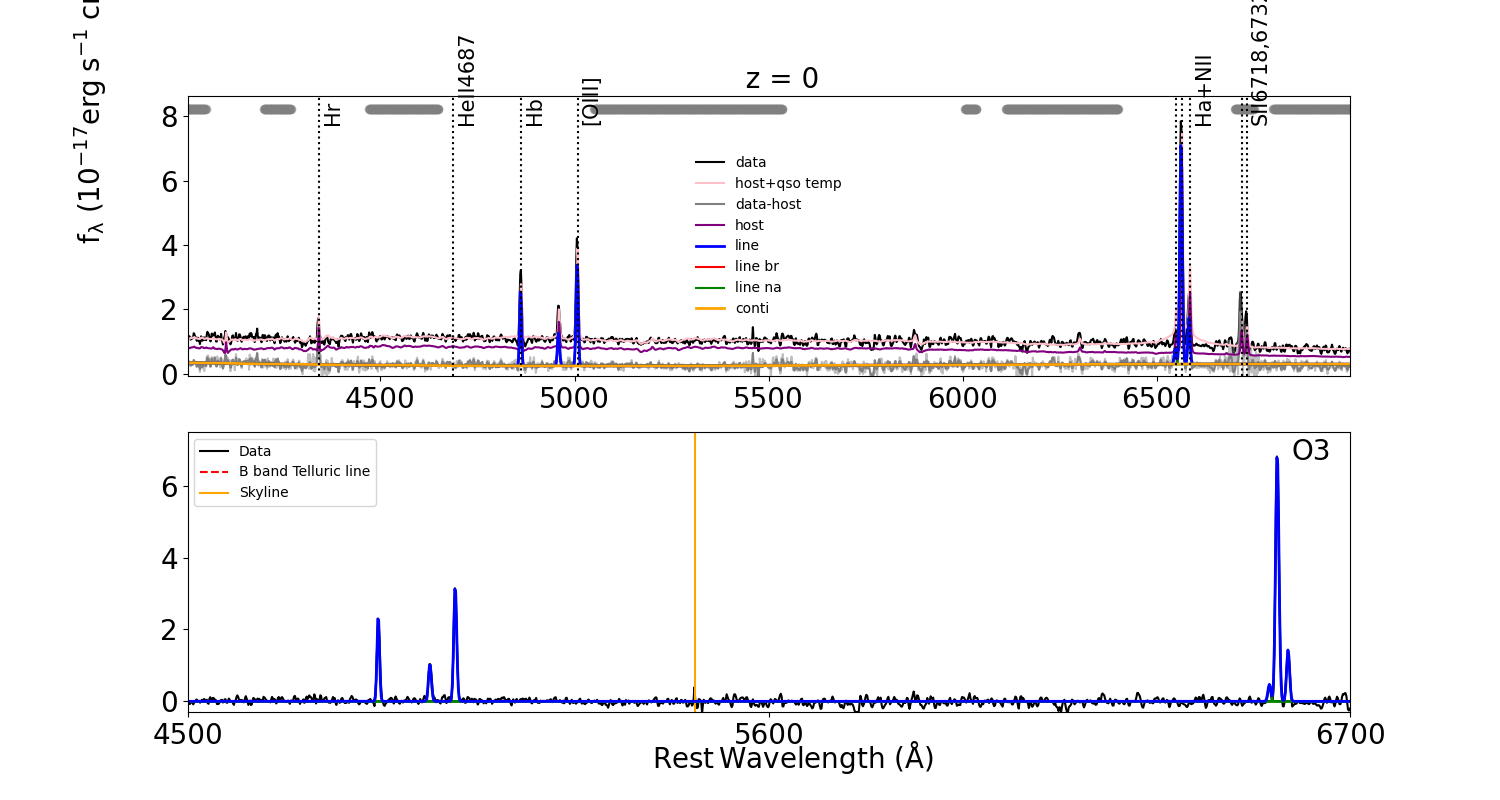 z = 0
Hr
HeII4687
Hb
[OIII]
Ha+NII
SII6718,673
f_λ (10^−17 erg s^−1 c
8
6
4
2
0
data
host+qso temp
data-host
host
line
line br
line na
conti
4500 5000 5500 6000 6500
Data
B band Telluric line
Skyline
O3
6
4
2
0
4500 5600 6700
Rest Wavelength (Å)